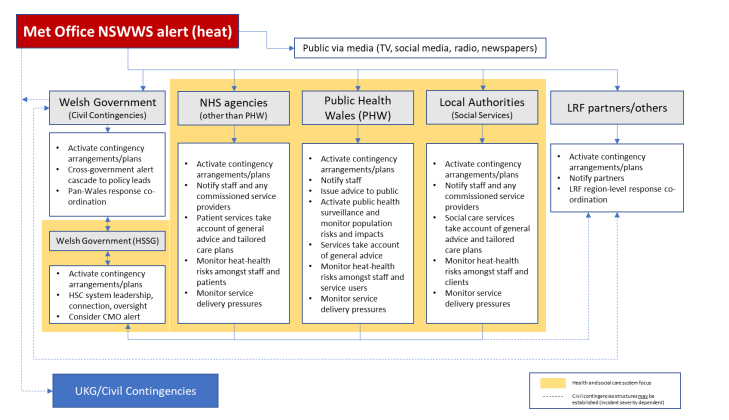 Met Office NSWWS alert (heat)
Public via media (TV, social media, radio, newspapers)
Welsh Government
(Civil Contingencies)
NHS agencies
(other than PHW)
Public Health
Wales (PHW)
Local Authorities
(Social Services)
LRF partners/others
• Activate contingency
arrangements/plans
• Cross-government alert
cascade to policy leads
• Pan-Wales response co-
ordination
Welsh Government (HSSG)
• Activate contingency
arrangements/plans
• HSC system leadership,
connection, oversight
• Consider CMO alert
• Activate contingency
arrangements/plans
• Notify staff and any
commissioned service
providers
• Patient services take
account of general
advice and tailored
care plans
• Monitor heat-health
risks amongst staff and
patients
• Monitor service
delivery pressures
• Activate contingency
arrangements/plans
• Notify staff
• Issue advice to public
• Activate public health
surveillance and
monitor population
risks and impacts
• Services take account
of general advice
• Monitor heat-health
risks amongst staff and
service users
• Monitor service
delivery pressures
• Activate contingency
arrangements/plans
• Notify staff and any
commissioned service
providers
• Social care services
take account of general
advice and tailored
care plans
• Monitor heat-health
risks amongst staff and
clients
• Monitor service
delivery pressures
• Activate contingency
arrangements/plans
• Notify partners
• LRF region-level response co-
ordination
UKG/Civil Contingencies
Health and social care system focus
Civil contingencies structures may be
established (incident severity dependent)